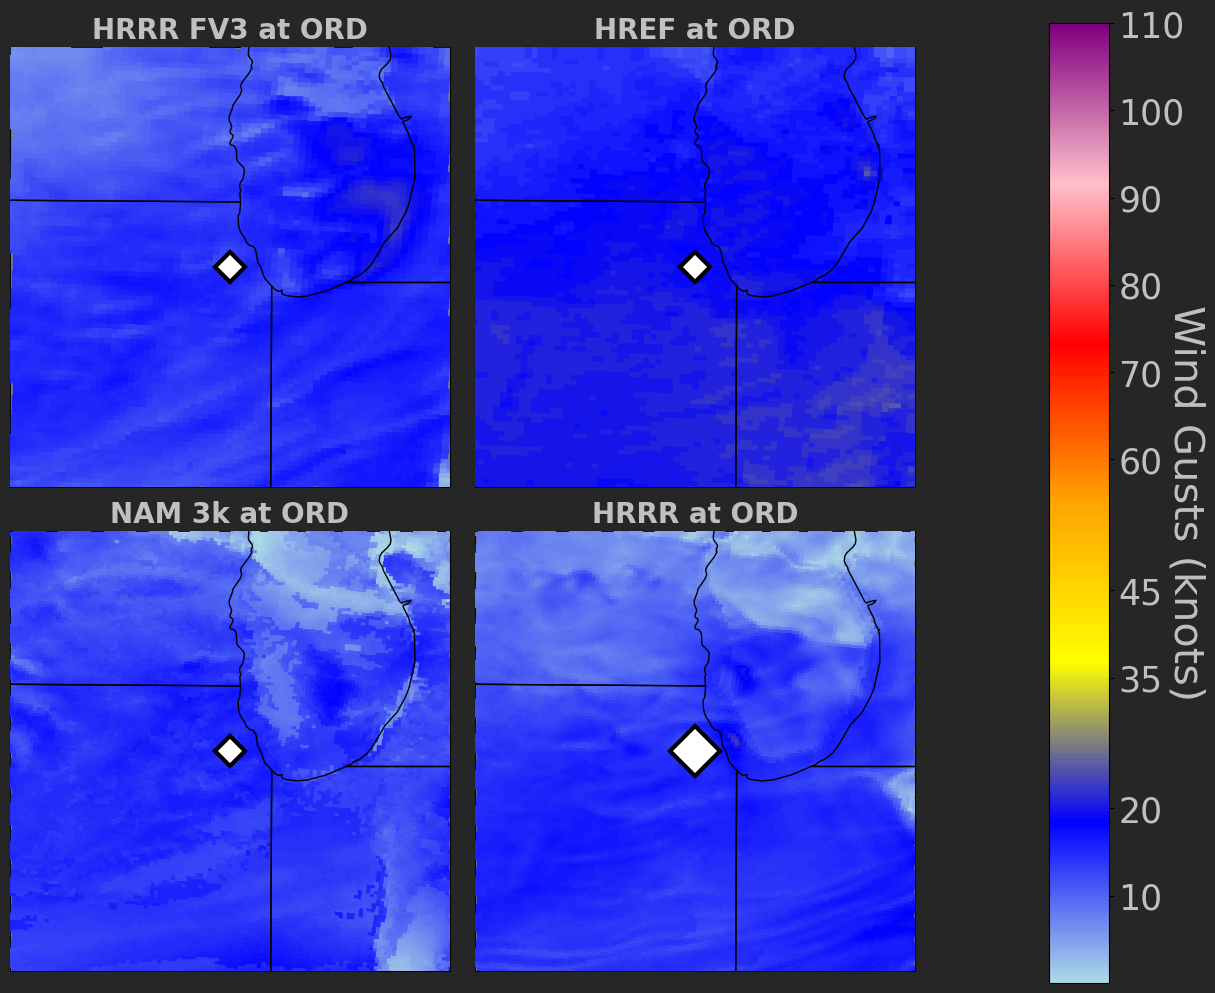 HRRR FV3 at ORD
HREF at ORD
NAM 3k at ORD
HRRR at ORD
110
100
90
80
70
60
45
35
20
10
Wind Gusts (knots)